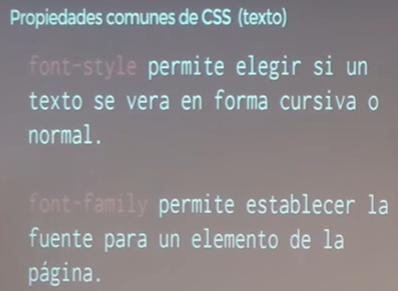 Propiedades comunes de CSS (texto)
font-style permite elegir si un
texto se vera en forma cursiva o
normal.
font-family permite establecer la
fuente para un elemento de la
página.